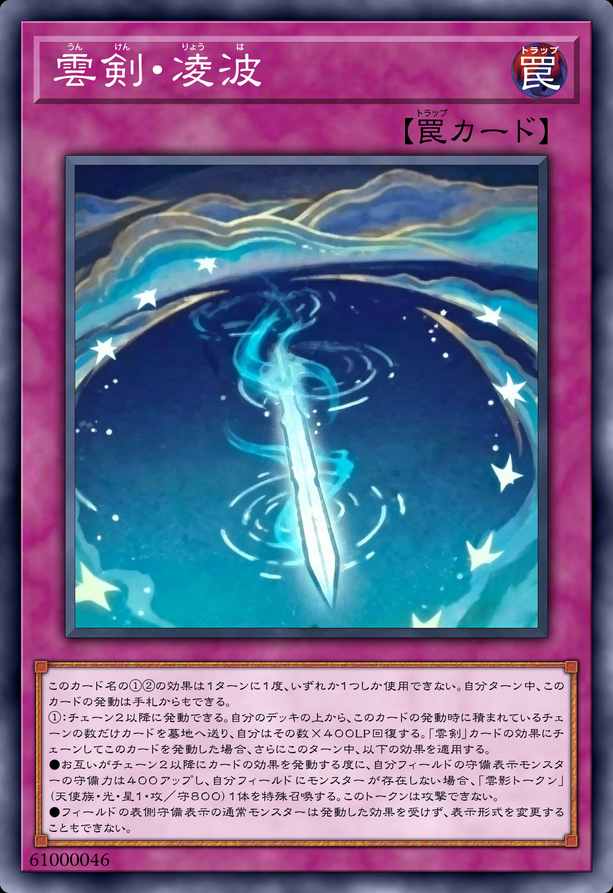 うん けん りょう は
雲剣・凌波
トラップ
罠
トラップ
【罠カード】
このカード名の①②の効果は1ターンに1度、いずれか1つしか使用できない。自分ターン中、こ
のカードの発動は手札からもできる。
①:チェーン2以降に発動できる。自分のデッキの上から、このカードの発動時に積まれているチェー
ンの数だけカードを墓地へ送り、自分はその数×400LP回復する。「雲剣」カードの効果にチ
ェーンしてこのカードを発動した場合、さらにこのターン中、以下の効果を適用する。
●お互いがチェーン2以降にカードの効果を発動する度に、自分フィールドの守備表示モンス
ターの守備力は400アップし、自分フィールドにモンスターが存在しない場合、「雲影トークン」
(天使族・光・星1・攻/守800)1体を特殊召喚する。このトークンは攻撃できない。
●フィールドの表側守備表示の通常モンスターは発動した効果を受けず、表示形式を変更する
こともできない。
61000046